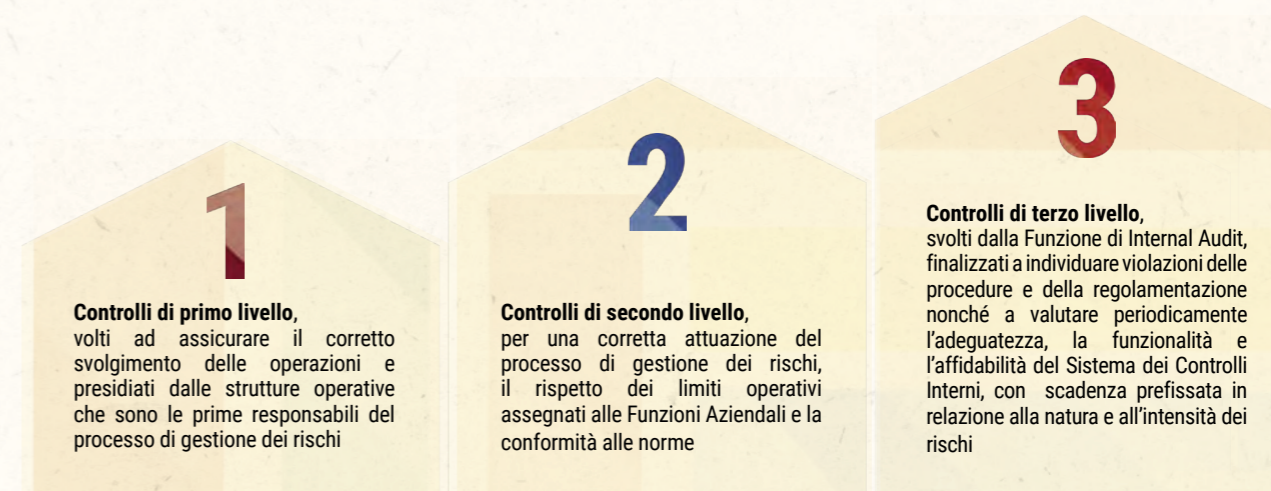 1
Controlli di primo livello,
volti ad assicurare il corretto
svolgimento delle operazioni e
presidiati dalle strutture operative
che sono le prime responsabili del
processo di gestione dei rischi
2
Controlli di secondo livello,
per una corretta attuazione del
processo di gestione dei rischi,
il rispetto dei limiti operativi
assegnati alle Funzioni Aziendali e la
conformità alle norme
3
Controlli di terzo livello,
svolti dalla Funzione di Internal Audit,
finalizzati a individuare violazioni delle
procedure e della regolamentazione
nonché a valutare periodicamente
l'adeguatezza, la funzionalità e
l'affidabilità del Sistema dei Controlli
Interni, con scadenza prefissata in
relazione alla natura e all'intensità dei
rischi